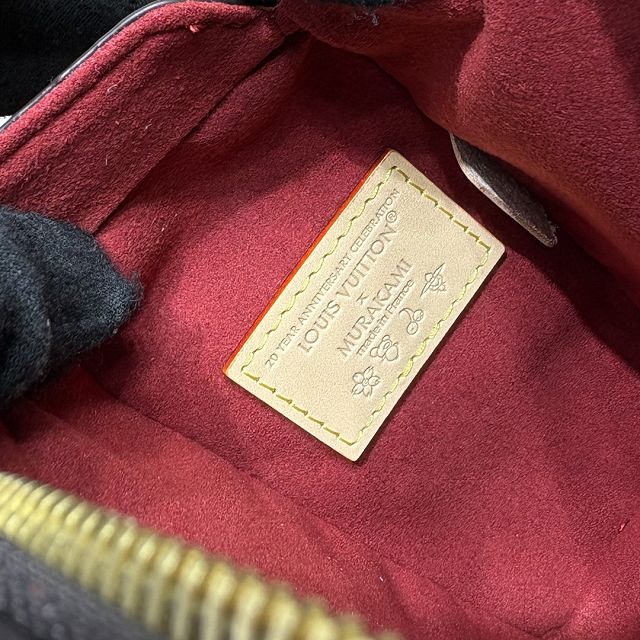 20 YEAR ANNIVERSARY CELEBRATION
LOUIS VUITTON®
x
MURAKAMI
made in France